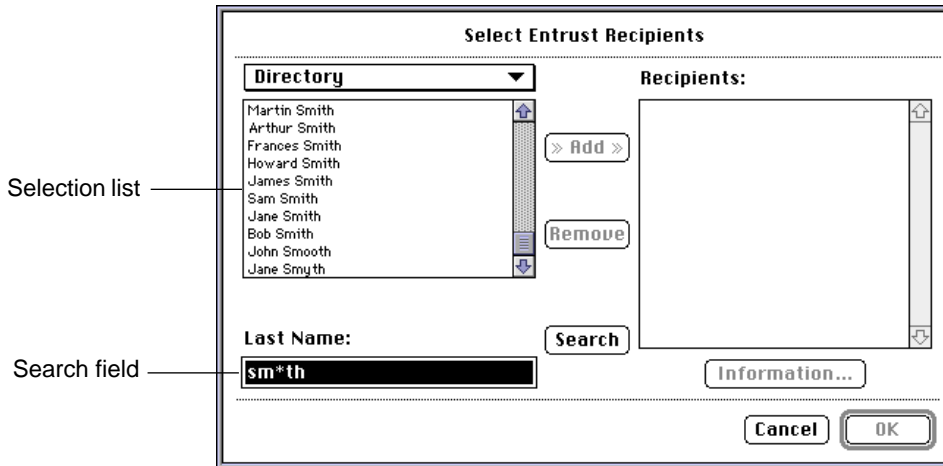 Select Entrust Recipients
Directory
Recipients:
Martin Smith
Arthur Smith
Frances Smith
Howard Smith
James Smith
Sam Smith
Jane Smith
Bob Smith
John Smooth
Jane Smyth
» Add »
Remove
Selection list
Last Name:
Search
Search field
sm*th
Information...
Cancel
OK